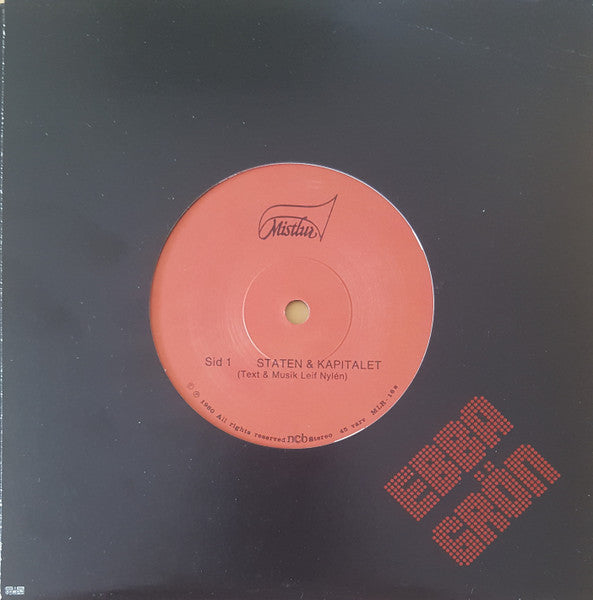 Mistlur
Sid 1 STATEN & KAPITALET
(Text & Musik Leif Nylén)
© ℗ 1980 All rights reserved ncb Stereo 45 varv MLR-18s
EBBA
GRÖN